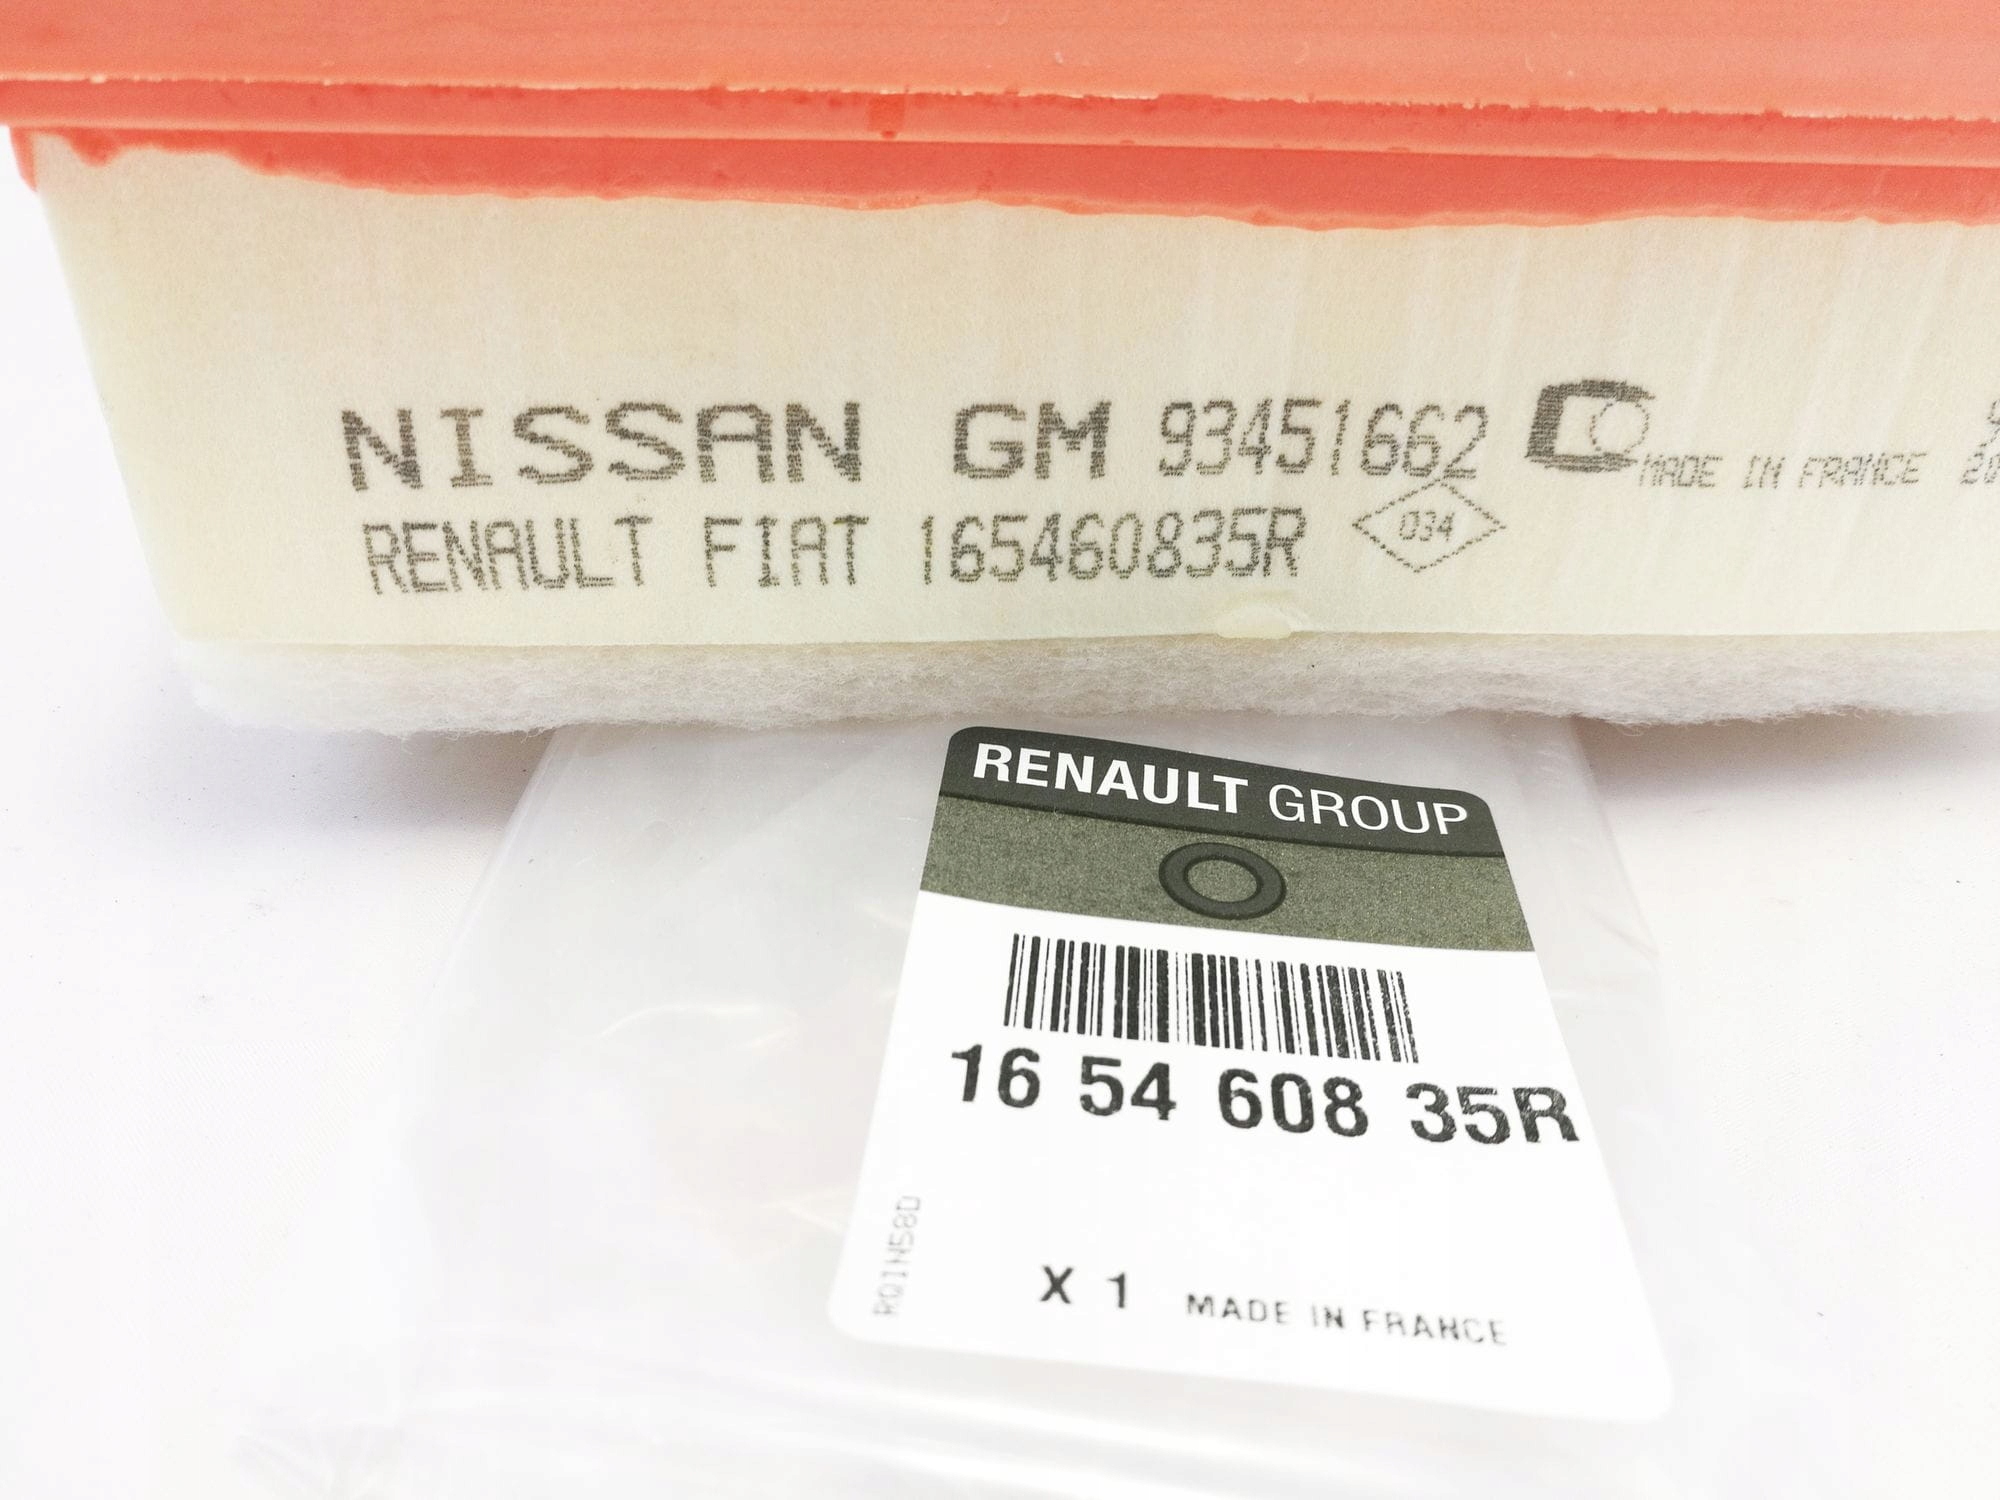 NISSAN GM 93451662
MADE IN FRANCE
RENAULT FIAT 165460835R
034
RENAULT GROUP
16 54 608 35R
RQ1N58D
X 1 MADE IN FRANCE